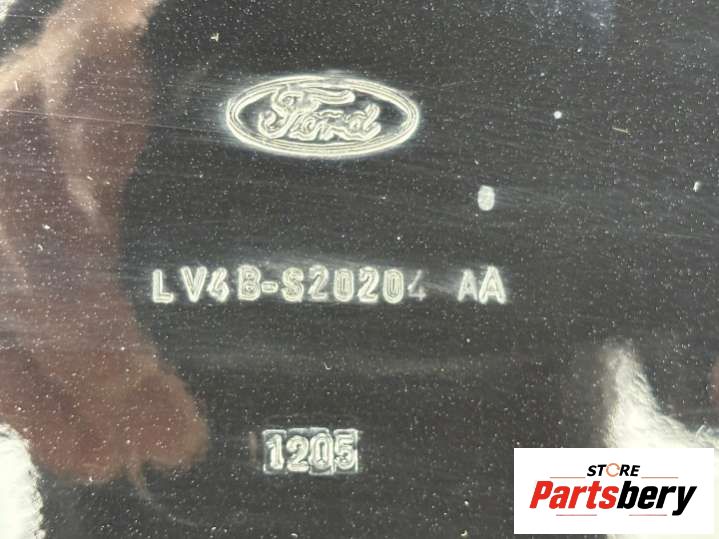 Ford
LV4B-S20204 AA
1205
STORE
Partsbery